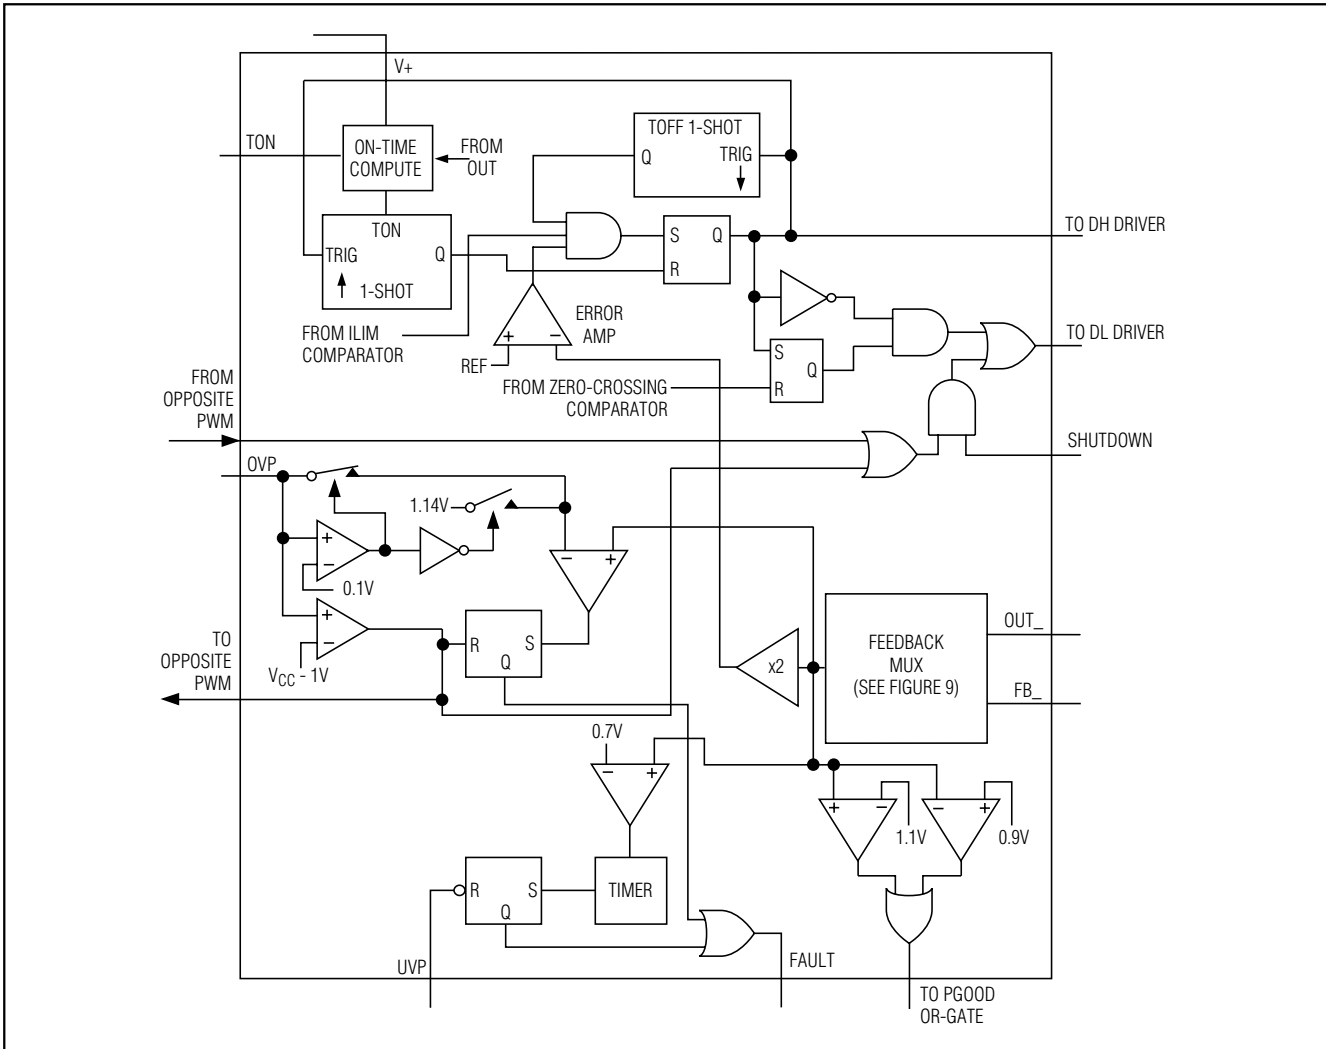 V+
TON
ON-TIME
COMPUTE
FROM
OUT
TOFF 1-SHOT
Q
TRIG
TON
TRIG
Q
1-SHOT
S
Q
R
TO DH DRIVER
FROM ILIM
COMPARATOR
+
−
ERROR
AMP
REF
TO DL DRIVER
S
Q
R
FROM ZERO-CROSSING
COMPARATOR
FROM
OPPOSITE
PWM
SHUTDOWN
OVP
1.14V
+
−
0.1V
−
+
+
−
VCC - 1V
R
S
Q
TO
OPPOSITE
PWM
x2
FEEDBACK
MUX
(SEE FIGURE 9)
OUT_
FB_
0.7V
−
+
+
−
1.1V
−
+
0.9V
R
S
Q
TIMER
UVP
FAULT
TO PGOOD
OR-GATE